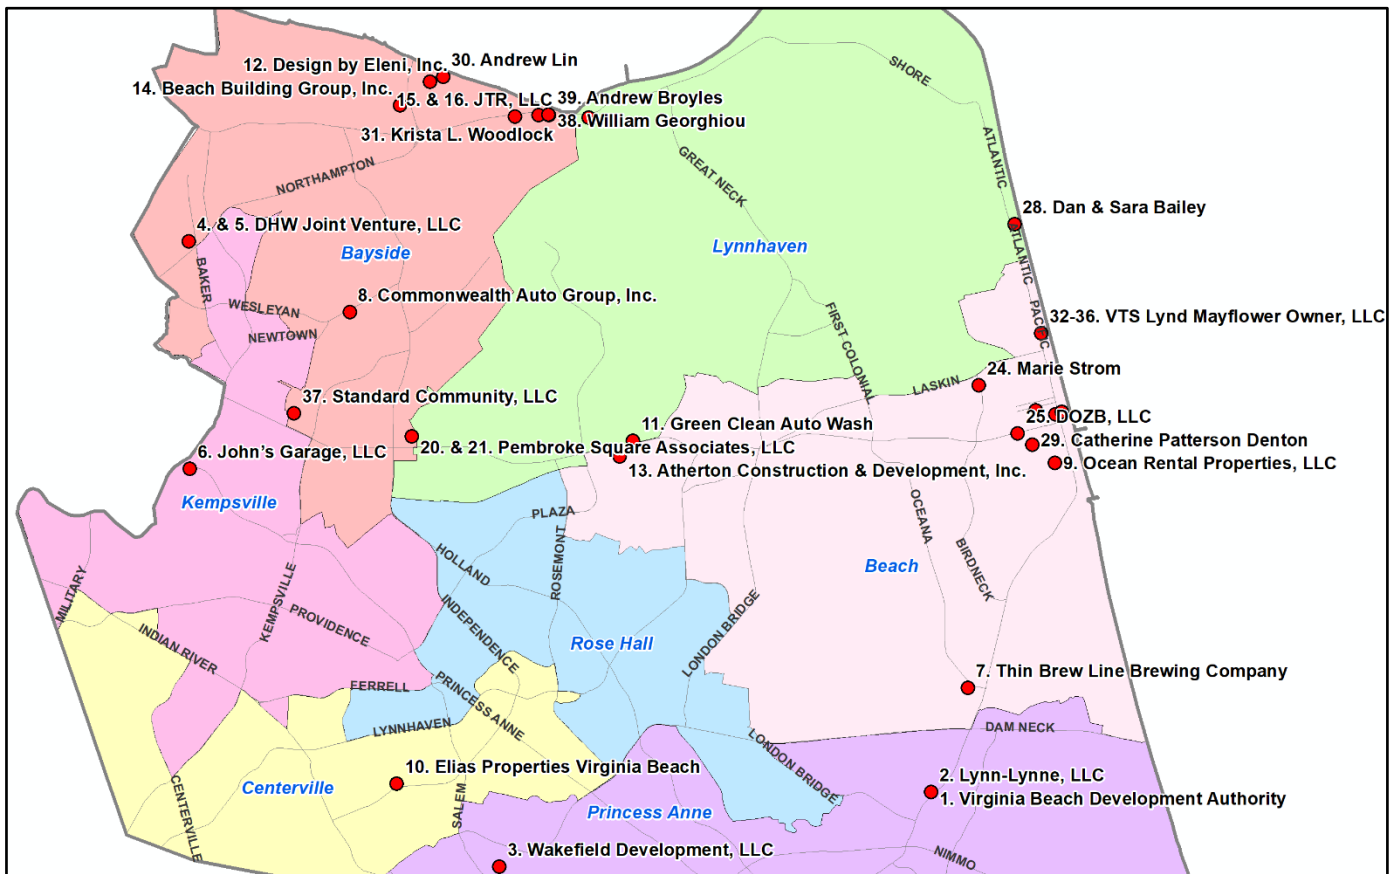 30. Andrew Lin
12. Design by Eleni, Inc.
14. Beach Building Group, Inc.
15. & 16. JTR, LLC
39. Andrew Broyles
38. William Georghiou
31. Krista L. Woodlock
SHORE
ATLANTIC
GREAT NECK
NORTHAMPTON
28. Dan & Sara Bailey
4. & 5. DHW Joint Venture, LLC
Bayside
Lynnhaven
ATLANTIC
BAKER
8. Commonwealth Auto Group, Inc.
WESLEYAN
NEWTOWN
PACIFIC
32-36. VTS Lynd Mayflower Owner, LLC
FIRST COLONIAL
24. Marie Strom
LASKIN
37. Standard Community, LLC
25. DOZB, LLC
11. Green Clean Auto Wash
29. Catherine Patterson Denton
20. & 21. Pembroke Square Associates, LLC
6. John's Garage, LLC
9. Ocean Rental Properties, LLC
13. Atherton Construction & Development, Inc.
Kempsville
PLAZA
OCEANA
HOLLAND
ROSEMONT
Beach
BIRDNECK
MILITARY
KEMPSVILLE
PROVIDENCE
INDEPENDENCE
LONDON BRIDGE
INDIAN RIVER
Rose Hall
7. Thin Brew Line Brewing Company
FERRELL
PRINCESS ANNE
LYNNHAVEN
DAM NECK
LONDON BRIDGE
10. Elias Properties Virginia Beach
2. Lynn-Lynne, LLC
Centerville
1. Virginia Beach Development Authority
CENTERVILLE
SALEM
Princess Anne
3. Wakefield Development, LLC
NIMMO